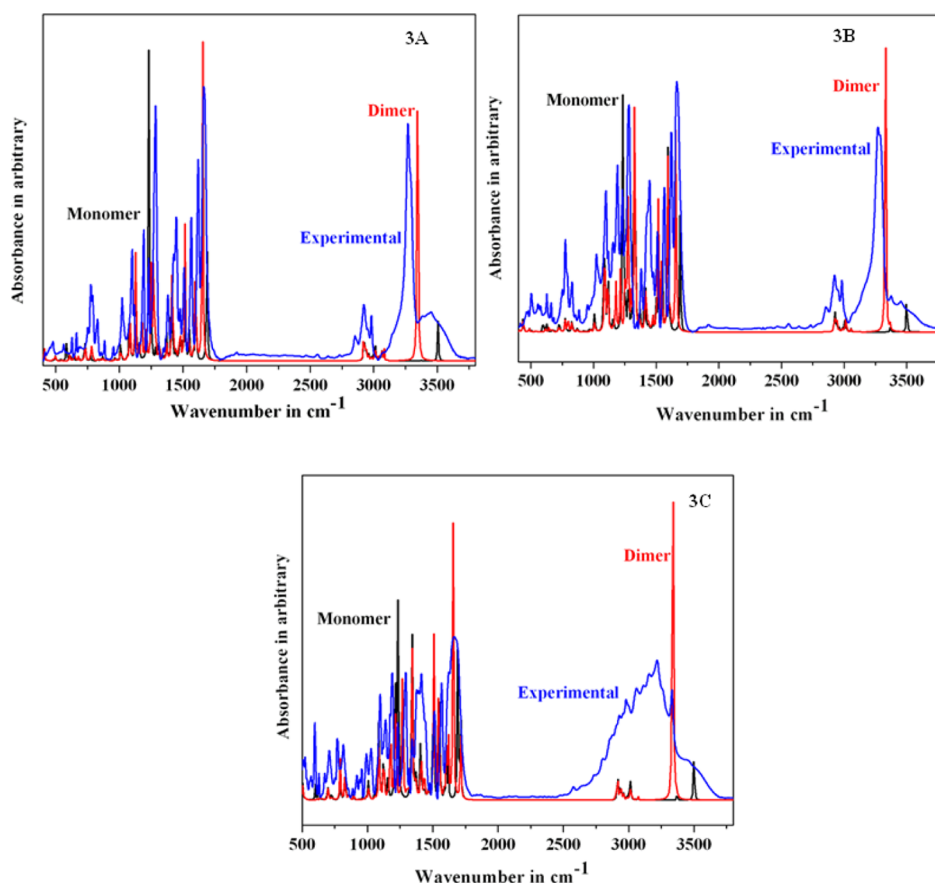 3A
Dimer
Monomer
Experimental
Absorbance in arbitrary
500 1000 1500 2000 2500 3000 3500
Wavenumber in cm-1
3B
Dimer
Monomer
Experimental
Absorbance in arbitrary
500 1000 1500 2000 2500 3000 3500
Wavenumber in cm-1
3C
Dimer
Monomer
Experimental
Absorbance in arbitrary
500 1000 1500 2000 2500 3000 3500
Wavenumber in cm-1